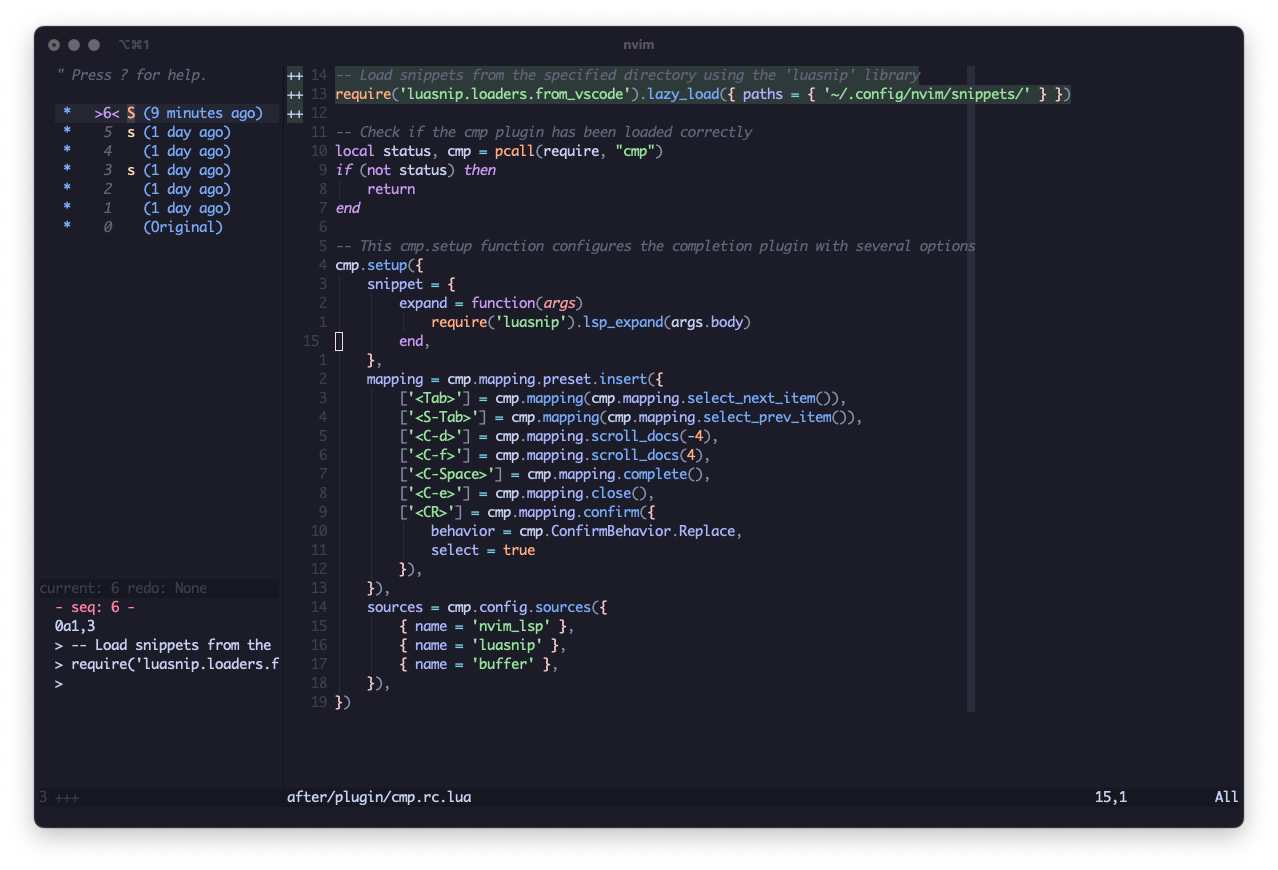 ⌥⌘1
nvim
" Press ? for help.
* >6< S (9 minutes ago)
* 5 s (1 day ago)
* 4 (1 day ago)
* 3 s (1 day ago)
* 2 (1 day ago)
* 1 (1 day ago)
* 0 (Original)
current: 6 redo: None
- seq: 6 -
0a1,3
> -- Load snippets from the
> require('luasnip.loaders.f
>
3 +++
++ 14 -- Load snippets from the specified directory using the 'luasnip' library
++ 13 require('luasnip.loaders.from_vscode').lazy_load({ paths = { '~/.config/nvim/snippets/' } })
++ 12
11 -- Check if the cmp plugin has been loaded correctly
10 local status, cmp = pcall(require, "cmp")
9 if (not status) then
8     return
7 end
6
5 -- This cmp.setup function configures the completion plugin with several options
4 cmp.setup({
3     snippet = {
2         expand = function(args)
1             require('luasnip').lsp_expand(args.body)
15         end,
1     },
2     mapping = cmp.mapping.preset.insert({
3         ['<Tab>'] = cmp.mapping(cmp.mapping.select_next_item()),
4         ['<S-Tab>'] = cmp.mapping(cmp.mapping.select_prev_item()),
5         ['<C-d>'] = cmp.mapping.scroll_docs(-4),
6         ['<C-f>'] = cmp.mapping.scroll_docs(4),
7         ['<C-Space>'] = cmp.mapping.complete(),
8         ['<C-e>'] = cmp.mapping.close(),
9         ['<CR>'] = cmp.mapping.confirm({
10             behavior = cmp.ConfirmBehavior.Replace,
11             select = true
12         }),
13     }),
14     sources = cmp.config.sources({
15         { name = 'nvim_lsp' },
16         { name = 'luasnip' },
17         { name = 'buffer' },
18     }),
19 })
after/plugin/cmp.rc.lua
15,1
All